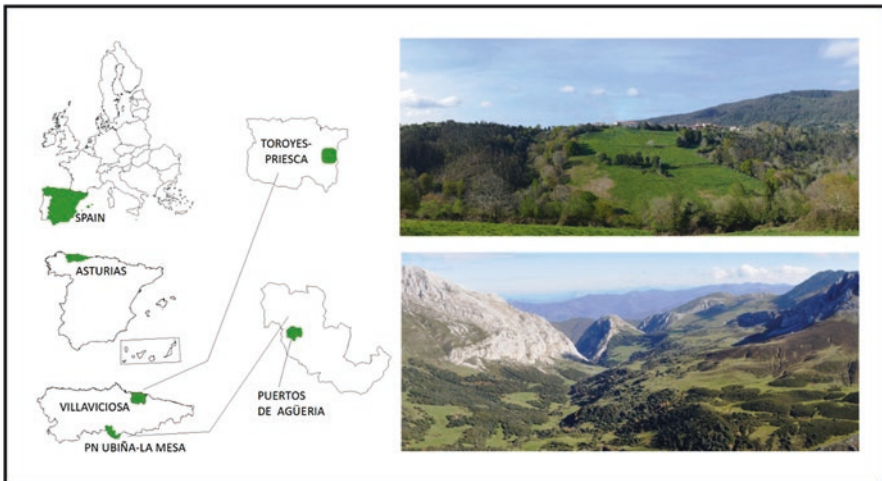 SPAIN
ASTURIAS
VILLAVICIOSA
PN UBIÑA-LA MESA
TOROYES-
PRIESCA
PUERTOS
DE AGÜERIA